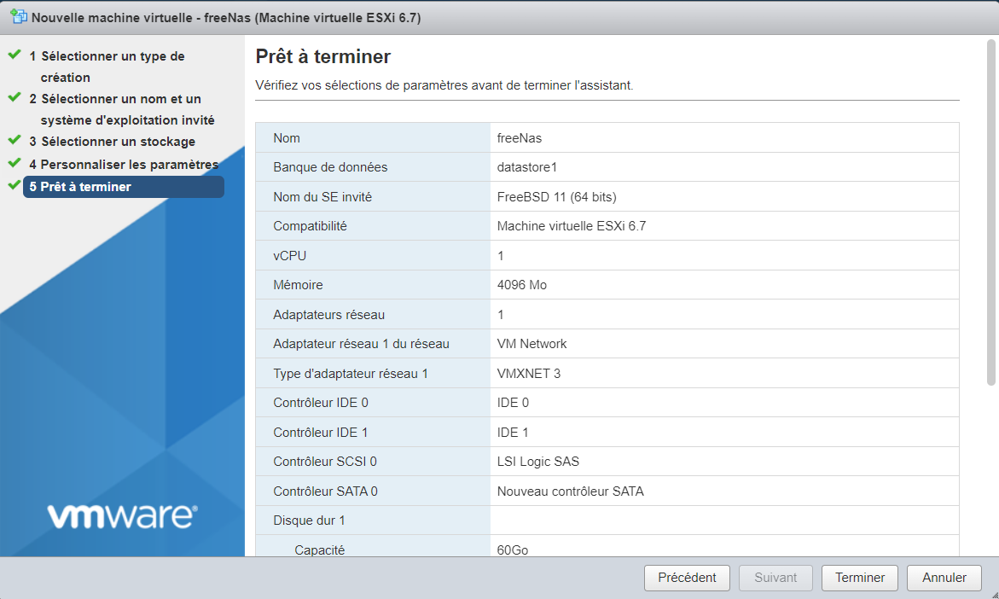 Nouvelle machine virtuelle - freeNas (Machine virtuelle ESXi 6.7)
1 Sélectionner un type de
création
2 Sélectionner un nom et un
système d'exploitation invité
3 Sélectionner un stockage
4 Personnaliser les paramètres
5 Prêt à terminer
vmware®
Prêt à terminer
Vérifiez vos sélections de paramètres avant de terminer l'assistant.
Nom freeNas
Banque de données datastore1
Nom du SE invité FreeBSD 11 (64 bits)
Compatibilité Machine virtuelle ESXi 6.7
vCPU 1
Mémoire 4096 Mo
Adaptateurs réseau 1
Adaptateur réseau 1 du réseau VM Network
Type d'adaptateur réseau 1 VMXNET 3
Contrôleur IDE 0 IDE 0
Contrôleur IDE 1 IDE 1
Contrôleur SCSI 0 LSI Logic SAS
Contrôleur SATA 0 Nouveau contrôleur SATA
Disque dur 1
Capacité 60Go
Précédent Suivant Terminer Annuler